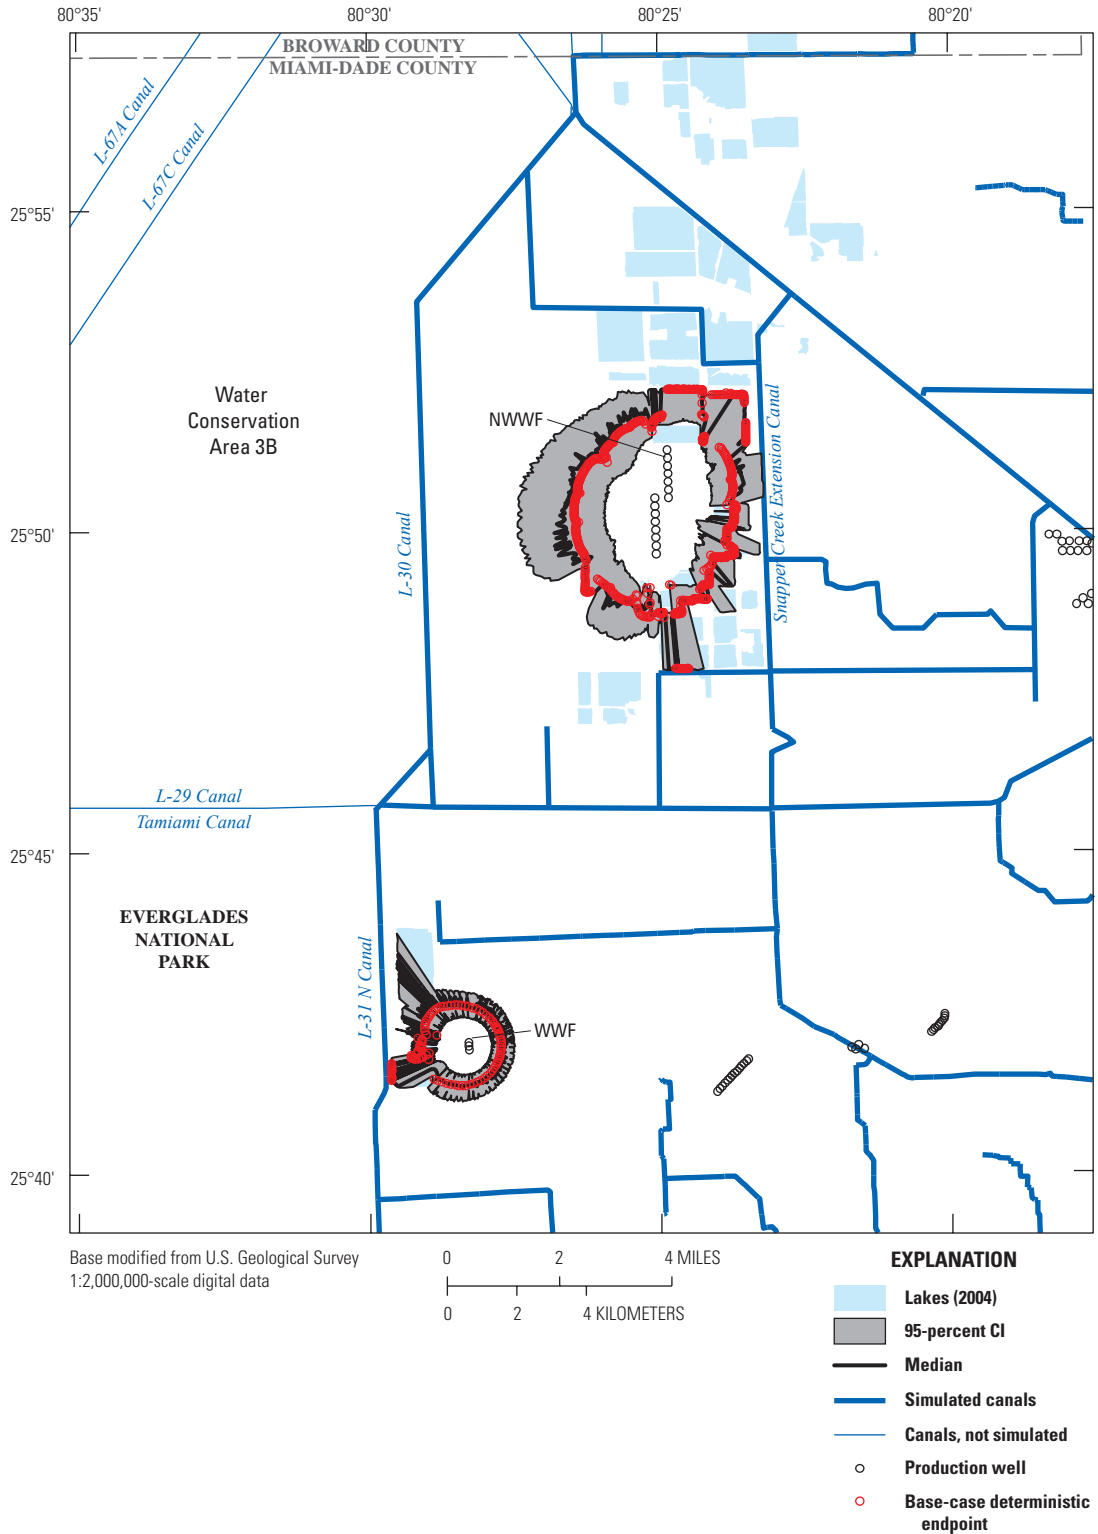 80°35'
80°30'
80°25'
80°20'
BROWARD COUNTY
MIAMI-DADE COUNTY
L-67A Canal
L-67C Canal
25°55'
Water
Conservation
Area 3B
NWWF
Snapper Creek Extension Canal
L-30 Canal
25°50'
L-29 Canal
Tamiami Canal
25°45'
EVERGLADES
NATIONAL
PARK
L-31 N Canal
WWF
25°40'
Base modified from U.S. Geological Survey
1:2,000,000-scale digital data
0 2 4 MILES
0 2 4 KILOMETERS
EXPLANATION
Lakes (2004)
95-percent CI
Median
Simulated canals
Canals, not simulated
Production well
Base-case deterministic
endpoint